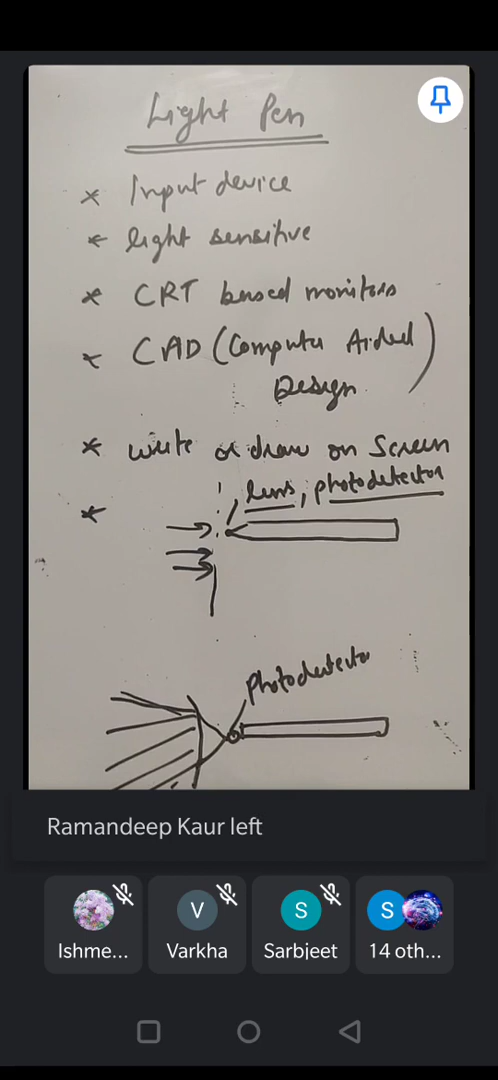 Light Pen
* Input device
* light sensitive
* CRT based monitors
* CAD (Computer Aided
Design)
* write or draw on Screen
*
, lens, photodetector
Photodetector
Ramandeep Kaur left
Ishme...
V
Varkha
S
Sarbjeet
S
14 oth...